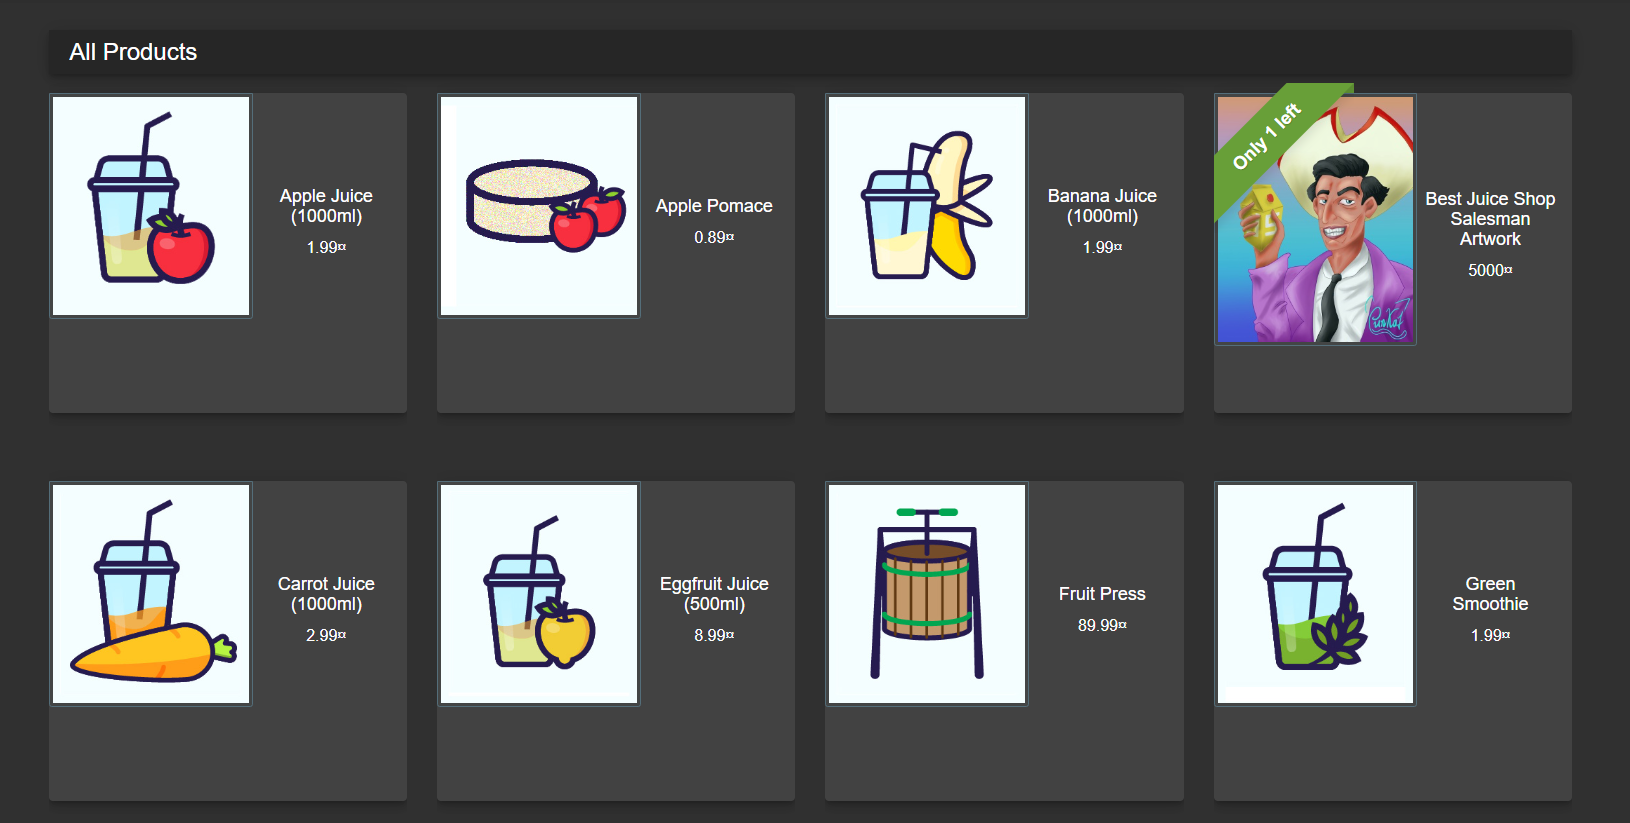 All Products
Apple Juice
(1000ml)
1.99¤
Apple Pomace
0.89¤
Banana Juice
(1000ml)
1.99¤
Only 1 left
Best Juice Shop
Salesman
Artwork
5000¤
Carrot Juice
(1000ml)
2.99¤
Eggfruit Juice
(500ml)
8.99¤
Fruit Press
89.99¤
Green
Smoothie
1.99¤